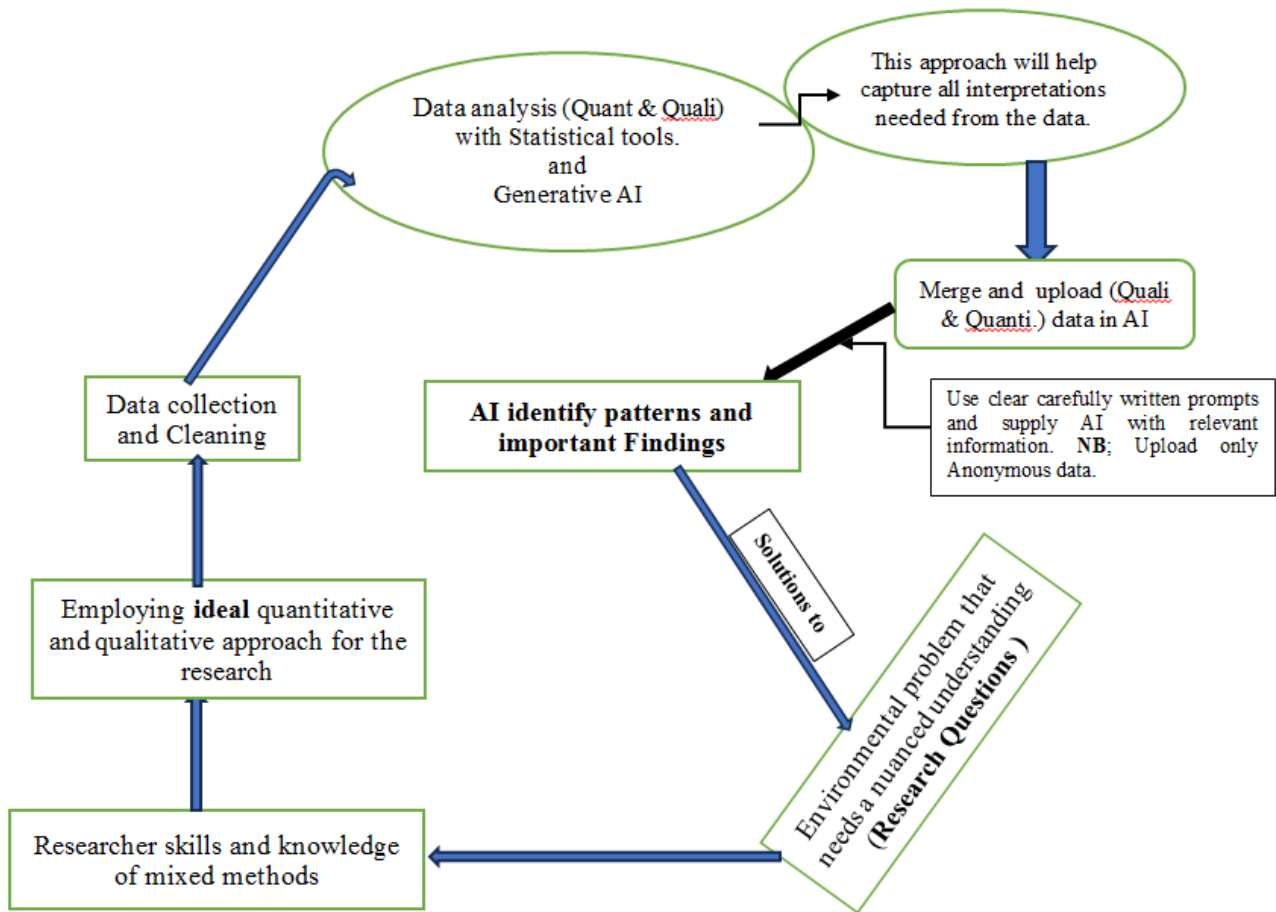 Data analysis (Quant & Quali)
with Statistical tools.
and
Generative AI
This approach will help
capture all interpretations
needed from the data.
Merge and upload (Quali
& Quanti.) data in AI
Use clear carefully written prompts
and supply AI with relevant
information. NB; Upload only
Anonymous data.
AI identify patterns and
important Findings
Solutions to
Environmental problem that
needs a nuanced understanding
(Research Questions )
Researcher skills and knowledge
of mixed methods
Employing ideal quantitative
and qualitative approach for the
research
Data collection
and Cleaning